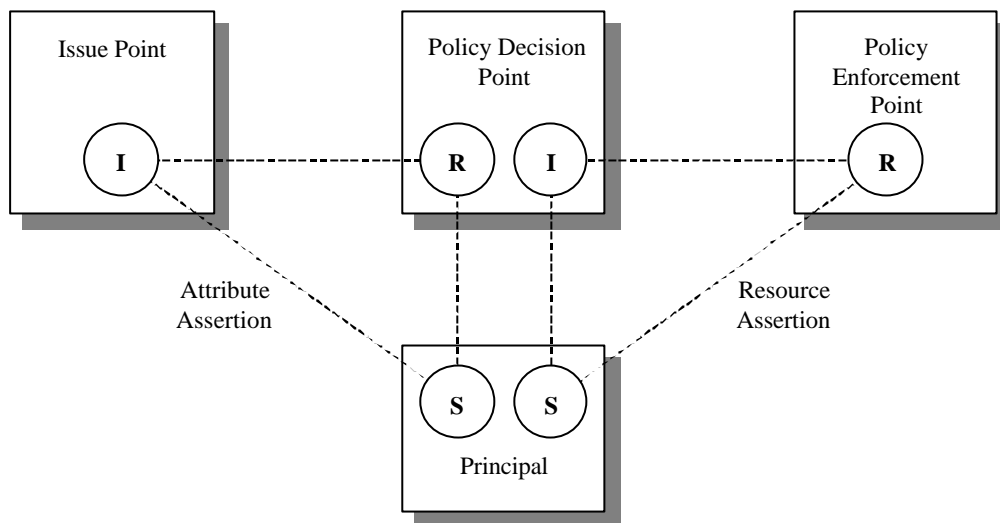 Issue Point
Policy Decision
Point
Policy
Enforcement
Point
I
R
I
R
Attribute
Assertion
Resource
Assertion
S
S
Principal